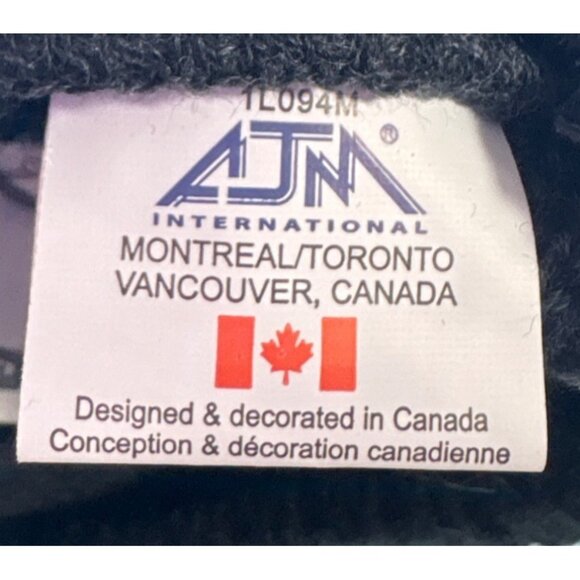 1L094M
AJM®
INTERNATIONAL
MONTREAL/TORONTO
VANCOUVER, CANADA
Designed & decorated in Canada
Conception & décoration canadienne